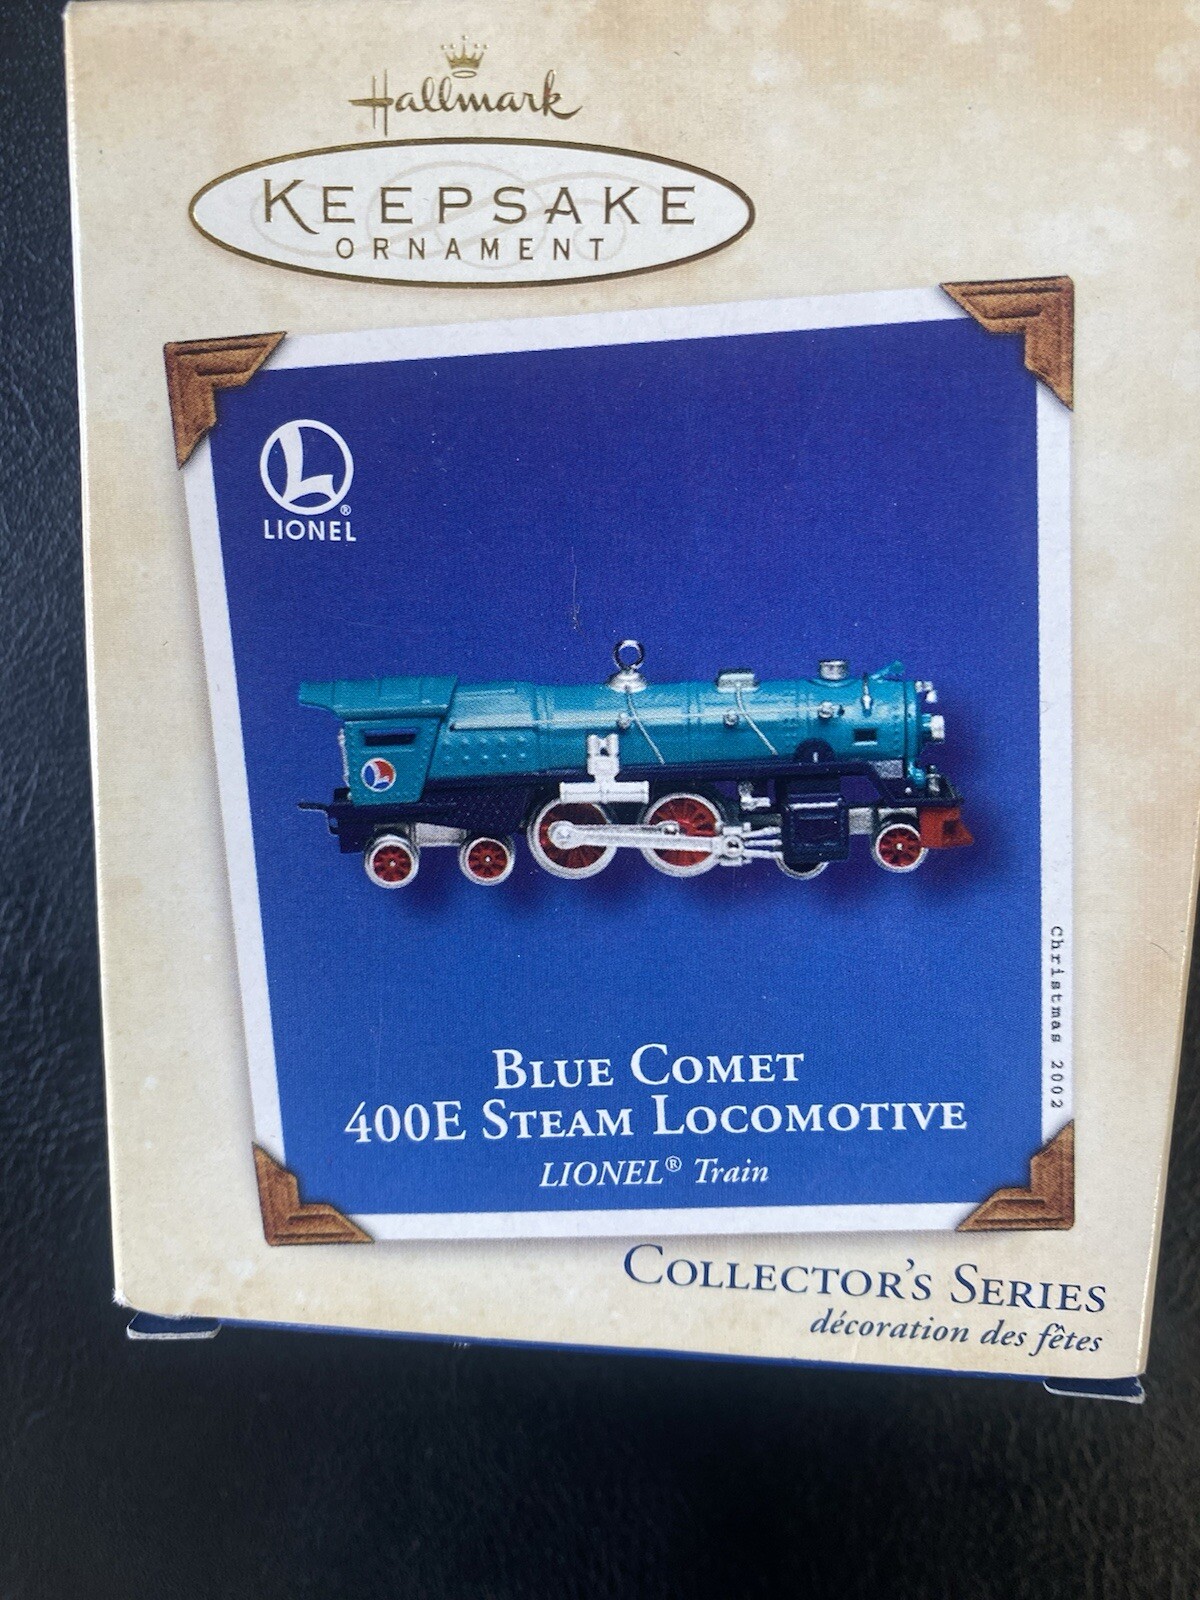 Hallmark
KEEPSAKE
ORNAMENT
L
®
LIONEL
Christmas 2002
BLUE COMET
400E STEAM LOCOMOTIVE
LIONEL® Train
COLLECTOR'S SERIES
décoration des fêtes